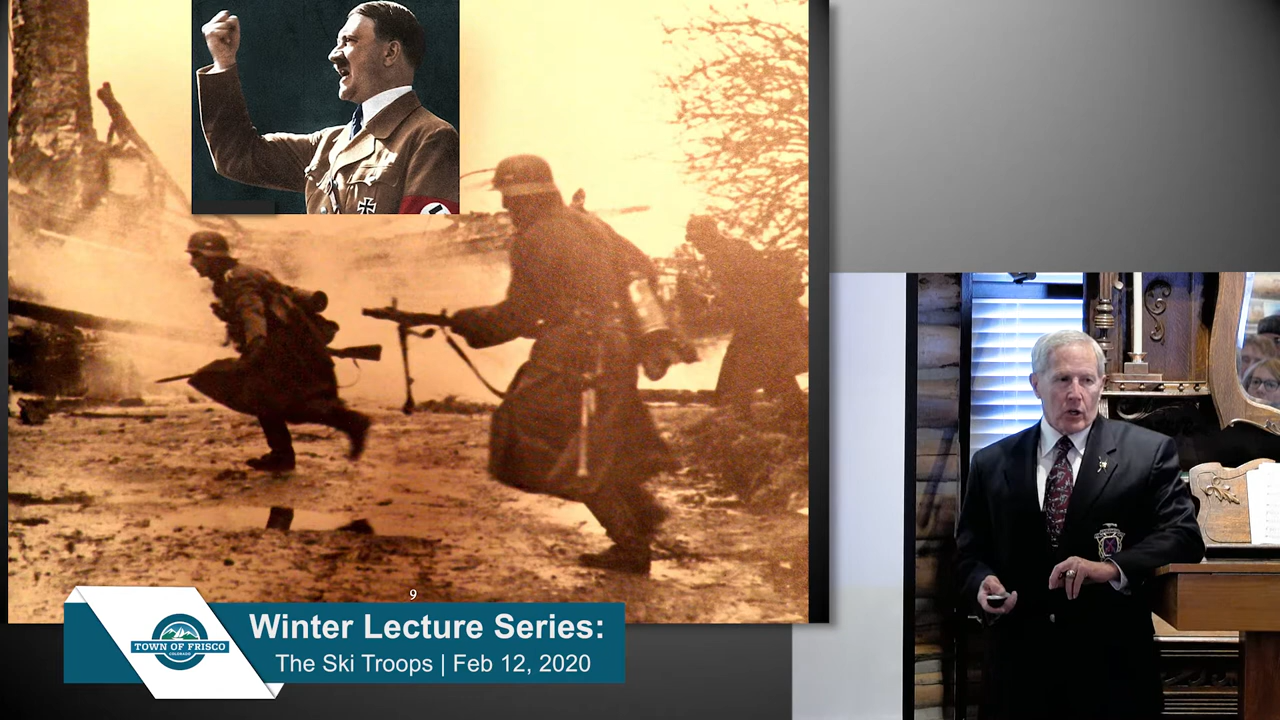 9
Winter Lecture Series:
The Ski Troops | Feb 12, 2020
TOWN OF FRISCO
COLORADO